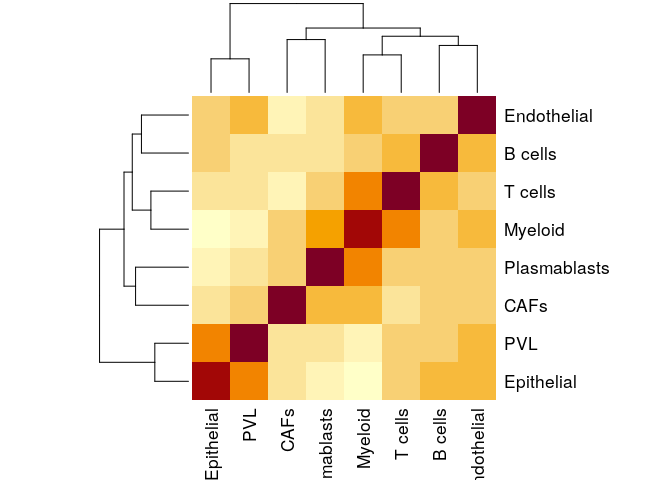 Endothelial
B cells
T cells
Myeloid
Plasmablasts
CAFs
PVL
Epithelial
Epithelial
PVL
CAFs
mablasts
Myeloid
T cells
B cells
ndothelial